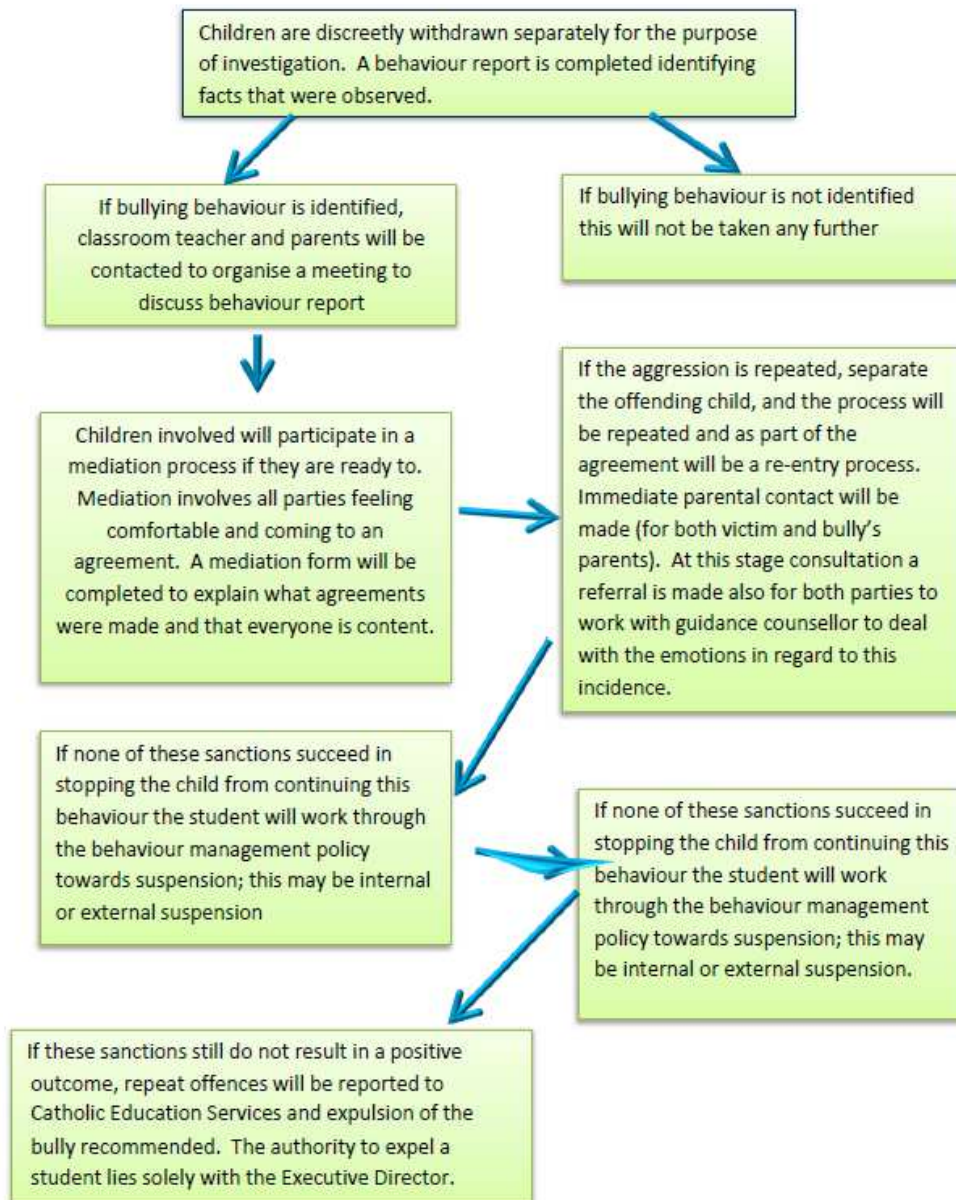 Children are discreetly withdrawn separately for the purpose
of investigation. A behaviour report is completed identifying
facts that were observed.
If bullying behaviour is identified,
classroom teacher and parents will be
contacted to organise a meeting to
discuss behaviour report
If bullying behaviour is not identified
this will not be taken any further
Children involved will participate in a
mediation process if they are ready to.
Mediation involves all parties feeling
comfortable and coming to an
agreement. A mediation form will be
completed to explain what agreements
were made and that everyone is content.
If the aggression is repeated, separate
the offending child, and the process will
be repeated and as part of the
agreement will be a re-entry process.
Immediate parental contact will be
made (for both victim and bully's
parents). At this stage consultation a
referral is made also for both parties to
work with guidance counsellor to deal
with the emotions in regard to this
incidence.
If none of these sanctions succeed in
stopping the child from continuing this
behaviour the student will work through
the behaviour management policy
towards suspension; this may be internal
or external suspension
If none of these sanctions succeed in
stopping the child from continuing this
behaviour the student will work
through the behaviour management
policy towards suspension; this may
be internal or external suspension.
If these sanctions still do not result in a positive
outcome, repeat offences will be reported to
Catholic Education Services and expulsion of the
bully recommended. The authority to expel a
student lies solely with the Executive Director.